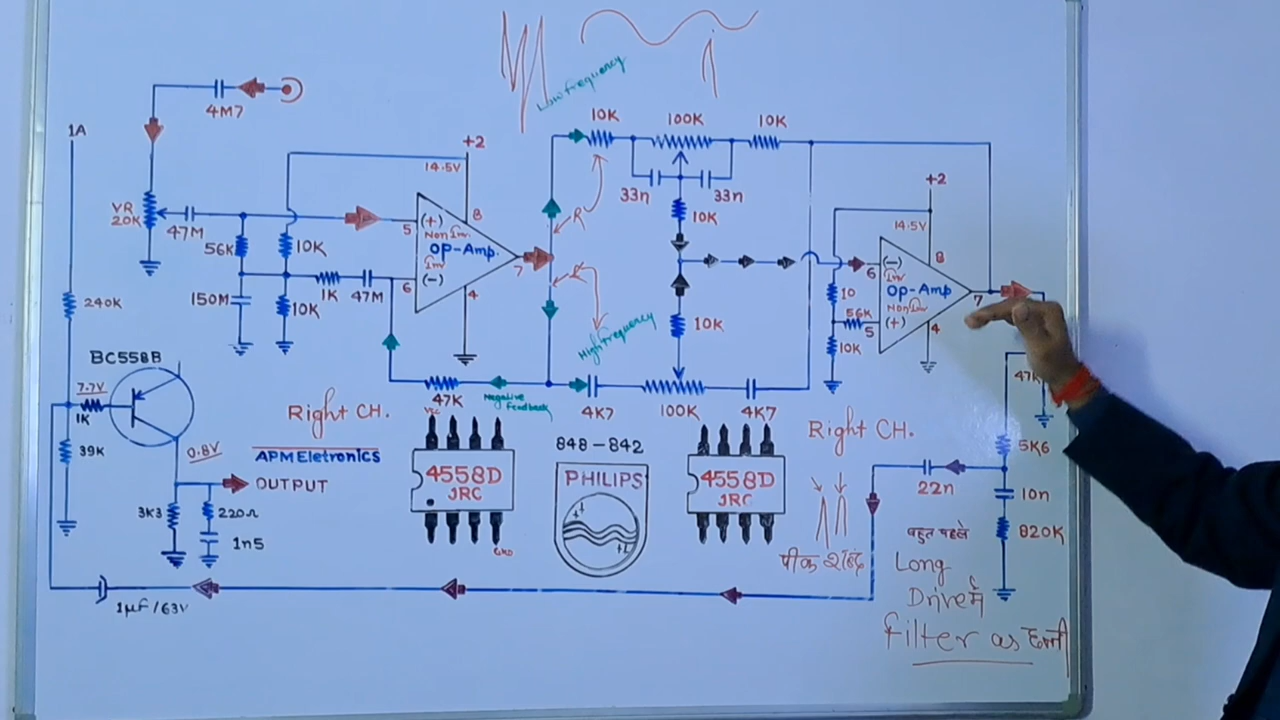 Low frequency
4M7
1A
10K
100K
10K
+2
14.5V
33n
33n
+2
VR
20K
47M
56K
10K
10K
14.5V
5
(+)
Non Inv.
8
Op-Amp.
Inv
(-)
6
7
4
R
150M
10K
1K
47M
240K
10K
High frequency
6
(-)
Inv
8
Op-Amp
Non Inv
(+)
5
7
4
10
56K
10K
BC558B
7.7V
1K
39K
0.8V
OUTPUT
3K3
220Ω
1n5
1µF/63V
47K
Negative
Feedback
4K7
100K
4K7
47K
Right CH.
APMEletronics
Vcc
4558D
JRC
GND
848-842
PHILIPS
4558D
JRC
Right CH.
5K6
22n
10n
820K
पीक शब्द
बहुत पहले
Long
Drive में
filter as